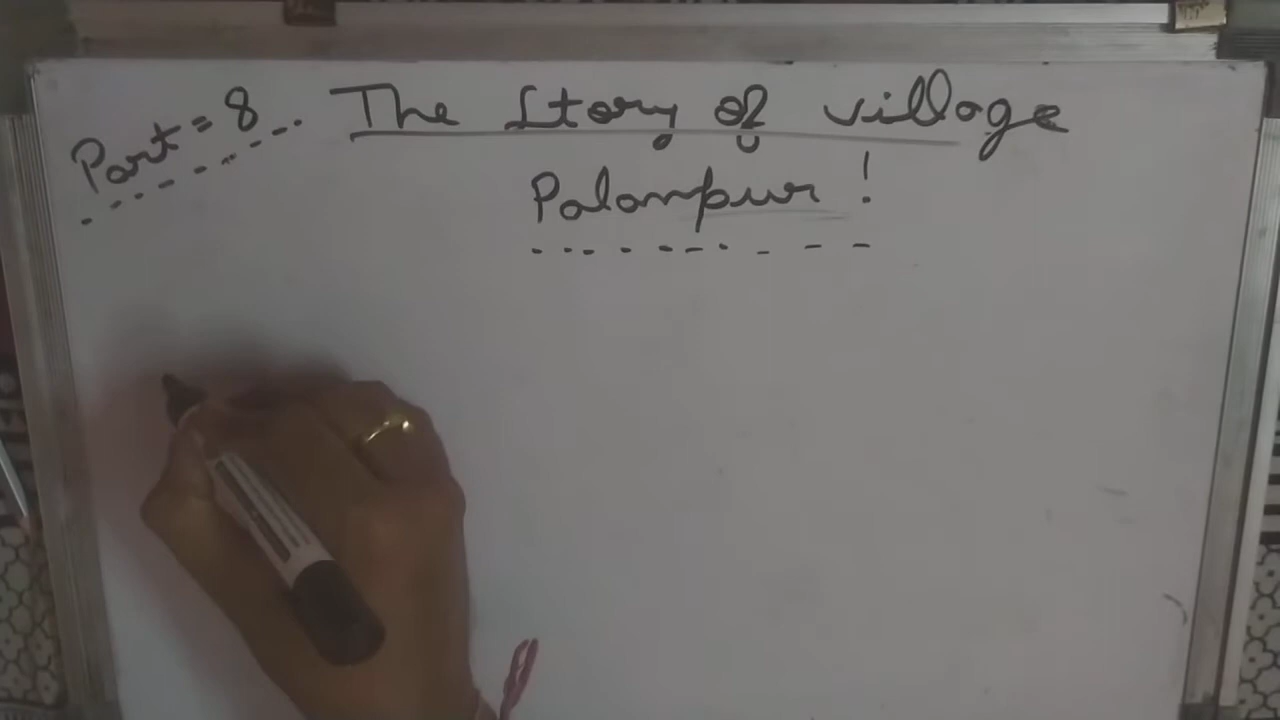 Part = 8
The Story of village
Palampur !